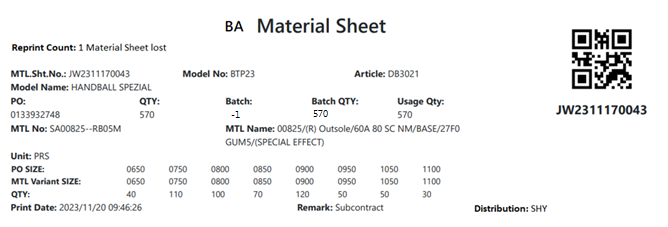 BA Material Sheet
Reprint Count: 1 Material Sheet lost
MTL.Sht.No.: JW2311170043 Model No: BTP23 Article: DB3021
Model Name: HANDBALL SPEZIAL
PO: QTY: Batch: Batch QTY: Usage Qty:
0133932748 570 -1 570 570
JW2311170043
MTL No: SA00825--RB05M MTL Name: 00825/(R) Outsole/60A 80 SC NM/BASE/27F0
GUM5/(SPECIAL EFFECT)
Unit: PRS
PO SIZE: 0650 0750 0800 0850 0900 0950 1050 1100
MTL Variant SIZE: 0650 0750 0800 0850 0900 0950 1050 1100
QTY: 40 110 100 70 120 50 50 30
Print Date: 2023/11/20 09:46:26 Remark: Subcontract Distribution: SHY